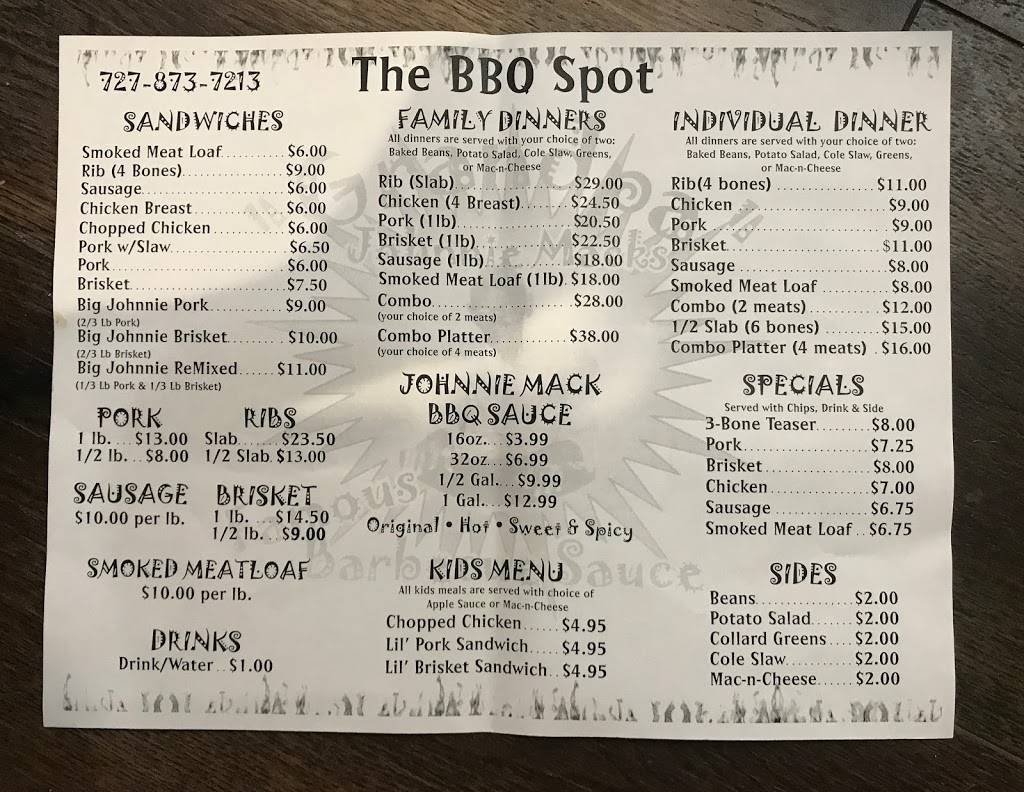 727-873-7213
The BBQ Spot
SANDWICHES
Smoked Meat Loaf.......... $6.00
Rib (4 Bones)................ $9.00
Sausage...................... $6.00
Chicken Breast............. $6.00
Chopped Chicken.......... $6.00
Pork w/Slaw................ $6.50
Pork.......................... $6.00
Brisket....................... $7.50
Big Johnnie Pork........... $9.00
(2/3 Lb Pork)
Big Johnnie Brisket........ $10.00
(2/3 Lb Brisket)
Big Johnnie ReMixed...... $11.00
(1/3 Lb Pork & 1/3 Lb Brisket)
PORK
1 lb.... $13.00
1/2 lb... $8.00
RIBS
Slab....... $23.50
1/2 Slab. $13.00
SAUSAGE
$10.00 per lb.
BRISKET
1 lb..... $14.50
1/2 lb... $9.00
SMOKED MEATLOAF
$10.00 per lb.
DRINKS
Drink/Water.. $1.00
FAMILY DINNERS
All dinners are served with your choice of two:
Baked Beans, Potato Salad, Cole Slaw, Greens,
or Mac-n-Cheese
Rib (Slab)................. $29.00
Chicken (4 Breast)....... $24.50
Pork (1lb)................ $20.50
Brisket (1lb)............. $22.50
Sausage (1lb)............ $18.00
Smoked Meat Loaf (1lb). $18.00
Combo.................... $28.00
(your choice of 2 meats)
Combo Platter........... $38.00
(your choice of 4 meats)
JOHNNIE MACK
BBQ SAUCE
16oz... $3.99
32oz... $6.99
1/2 Gal... $9.99
1 Gal... $12.99
Original • Hot • Sweet & Spicy
KIDS MENU
All kids meals are served with choice of
Apple Sauce or Mac-n-Cheese
Chopped Chicken...... $4.95
Lil' Pork Sandwich..... $4.95
Lil' Brisket Sandwich.. $4.95
INDIVIDUAL DINNER
All dinners are served with your choice of two:
Baked Beans, Potato Salad, Cole Slaw, Greens,
or Mac-n-Cheese
Rib(4 bones) .............. $11.00
Chicken ..................... $9.00
Pork ......................... $9.00
Brisket...................... $11.00
Sausage .................... $8.00
Smoked Meat Loaf ........ $8.00
Combo (2 meats).......... $12.00
1/2 Slab (6 bones) ........ $15.00
Combo Platter (4 meats) . $16.00
SPECIALS
Served with Chips, Drink & Side
3-Bone Teaser......... $8.00
Pork..................... $7.25
Brisket.................. $8.00
Chicken................. $7.00
Sausage ................ $6.75
Smoked Meat Loaf .. $6.75
SIDES
Beans............... $2.00
Potato Salad....... $2.00
Collard Greens.... $2.00
Cole Slaw........... $2.00
Mac-n-Cheese...... $2.00